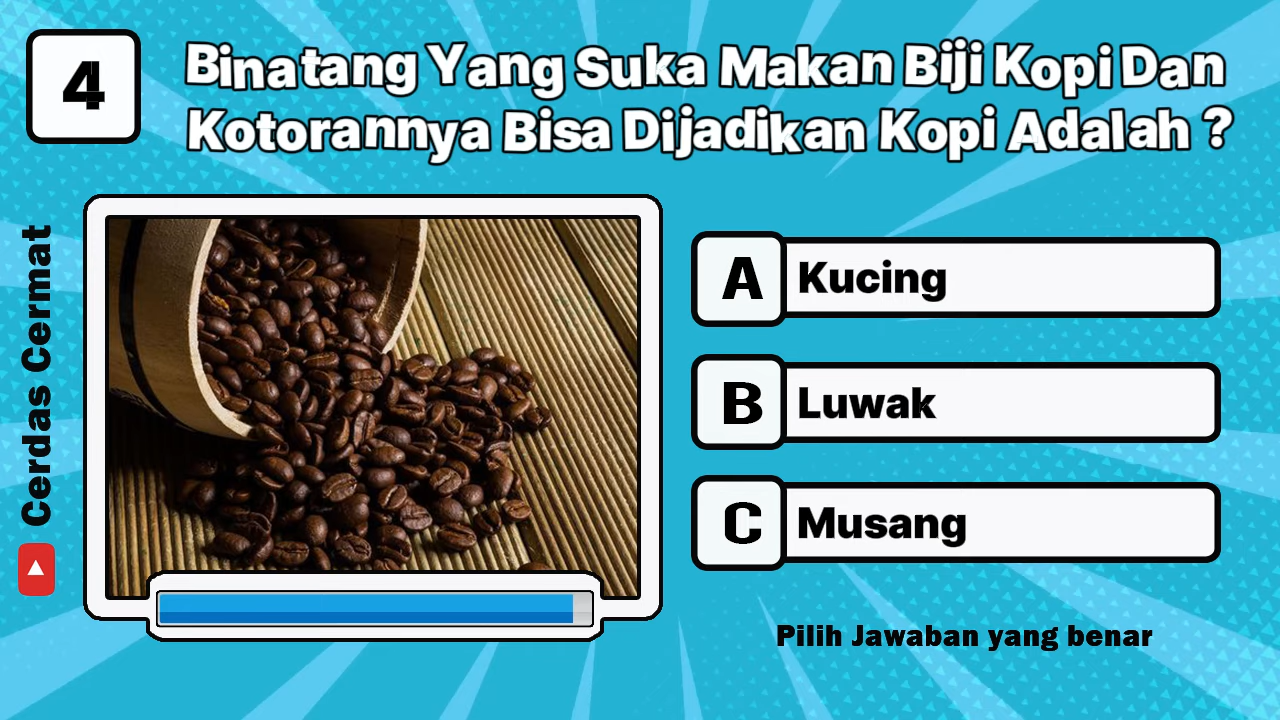 4
Binatang Yang Suka Makan Biji Kopi Dan
Kotorannya Bisa Dijadikan Kopi Adalah ?
Cerdas Cermat
A Kucing
B Luwak
C Musang
Pilih Jawaban yang benar